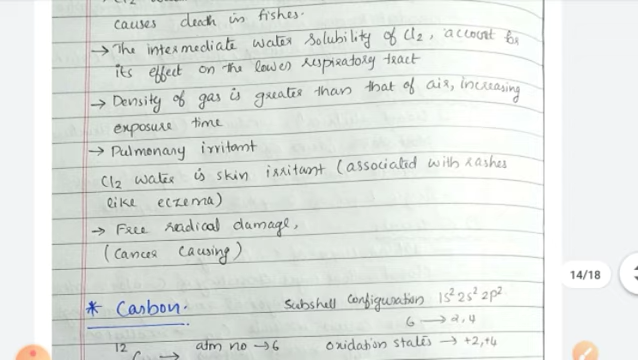 causes death in fishes.
→ The intermediate water solubility of Cl2, account for
its effect on the lower respiratory tract
→ Density of gas is greater than that of air, increasing
exposure time
→ Pulmonary irritant
Cl2 water is skin irritant (associated with rashes
like eczema)
→ Free radical damage,
(cancer causing)
14/18
* Carbon. Subshell configuration 1s² 2s² 2p²
6 → 2,4
12 atm no → 6 Oxidation states → +2,+4